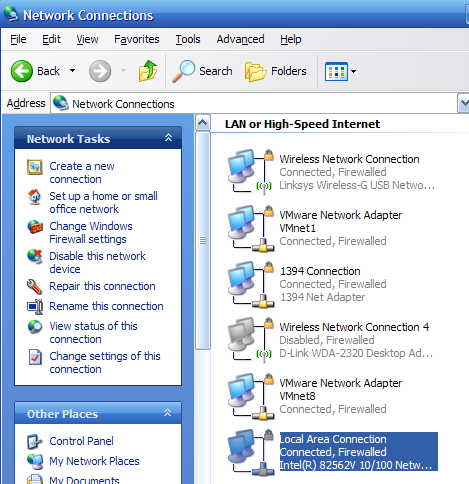 Network Connections
File Edit View Favorites Tools Advanced Help
Back Search Folders
Address Network Connections
Network Tasks
Create a new
connection
Set up a home or small
office network
Change Windows
Firewall settings
Disable this network
device
Repair this connection
Rename this connection
View status of this
connection
Change settings of this
connection
Other Places
Control Panel
My Network Places
My Documents
LAN or High-Speed Internet
Wireless Network Connection
Connected, Firewalled
Linksys Wireless-G USB Netwo...
VMware Network Adapter
VMnet1
Connected, Firewalled
1394 Connection
Connected, Firewalled
1394 Net Adapter
Wireless Network Connection 4
Disabled, Firewalled
D-Link WDA-2320 Desktop Ad...
VMware Network Adapter
VMnet8
Connected, Firewalled
Local Area Connection
Connected, Firewalled
Intel(R) 82562V 10/100 Netw...